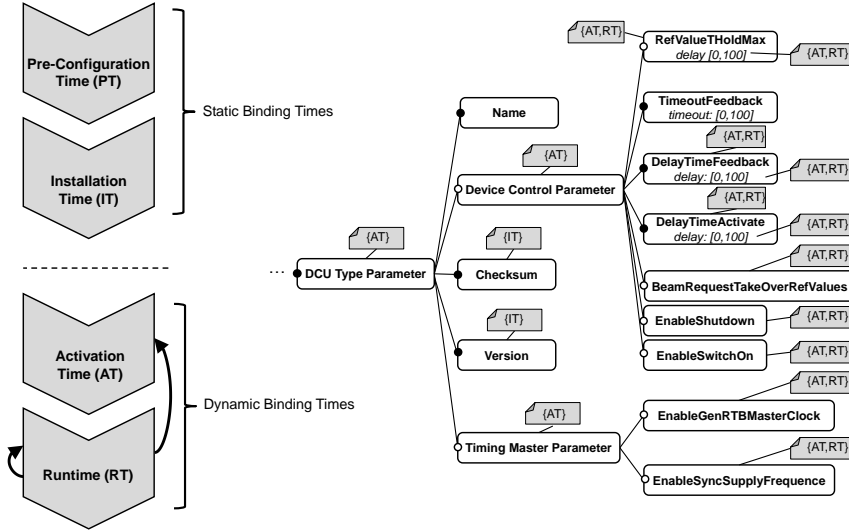 Pre-Configuration
Time (PT)
Installation
Time (IT)
Static Binding Times
Activation
Time (AT)
Runtime (RT)
Dynamic Binding Times
...
{AT}
DCU Type Parameter
Name
{AT}
Device Control Parameter
{IT}
Checksum
{IT}
Version
{AT}
Timing Master Parameter
{AT,RT}
RefValueTHoldMax
delay [0,100]
{AT,RT}
TimeoutFeedback
timeout: [0,100]
{AT,RT}
DelayTimeFeedback
delay: [0,100]
{AT,RT}
{AT,RT}
DelayTimeActivate
delay: [0,100]
{AT,RT}
{AT,RT}
BeamRequestTakeOverRefValues
EnableShutdown
{AT,RT}
EnableSwitchOn
{AT,RT}
{AT,RT}
EnableGenRTBMasterClock
{AT,RT}
EnableSyncSupplyFrequence